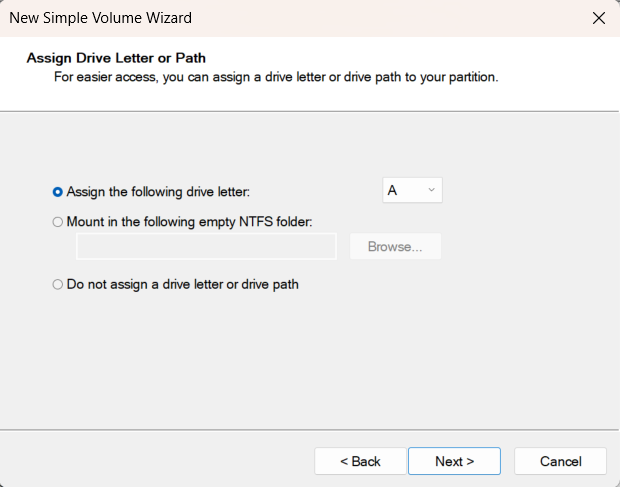 New Simple Volume Wizard
Assign Drive Letter or Path
For easier access, you can assign a drive letter or drive path to your partition.
Assign the following drive letter: A
Mount in the following empty NTFS folder:
Browse...
Do not assign a drive letter or drive path
< Back Next > Cancel